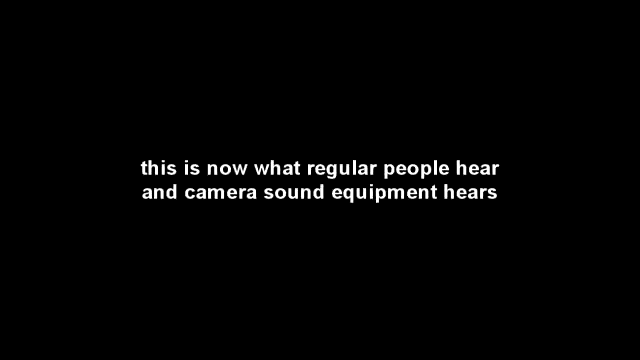 this is now what regular people hear
and camera sound equipment hears